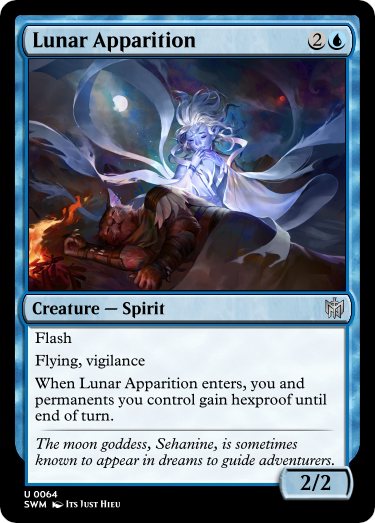 Lunar Apparition 2
Creature — Spirit
Flash
Flying, vigilance
When Lunar Apparition enters, you and
permanents you control gain hexproof until
end of turn.
The moon goddess, Sehanine, is sometimes
known to appear in dreams to guide adventurers.
2/2
U 0064
SWM Its Just Hieu